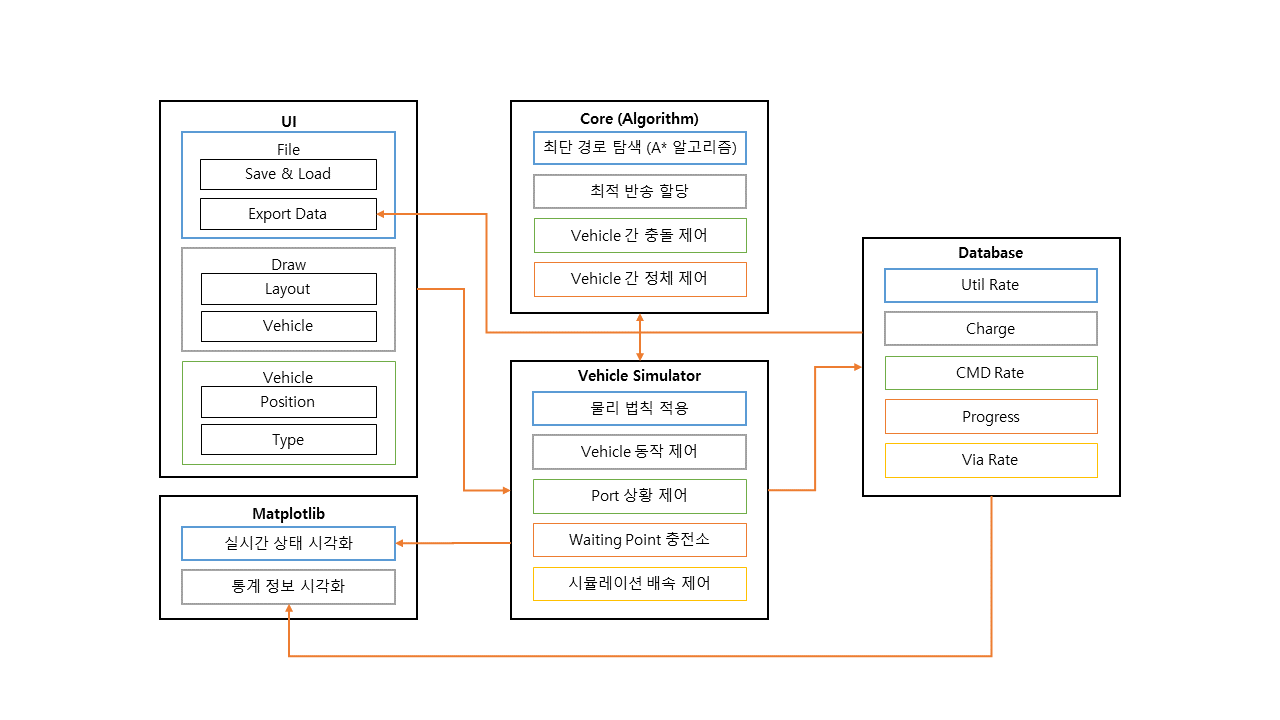 UI
File
Save & Load
Export Data
Draw
Layout
Vehicle
Vehicle
Position
Type
Matplotlib
실시간 상태 시각화
통계 정보 시각화
Core (Algorithm)
최단 경로 탐색 (A* 알고리즘)
최적 반송 할당
Vehicle 간 충돌 제어
Vehicle 간 정체 제어
Vehicle Simulator
물리 법칙 적용
Vehicle 동작 제어
Port 상황 제어
Waiting Point 충전소
시뮬레이션 배속 제어
Database
Util Rate
Charge
CMD Rate
Progress
Via Rate